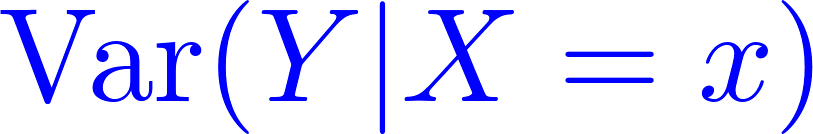 Var(Y|X = x)